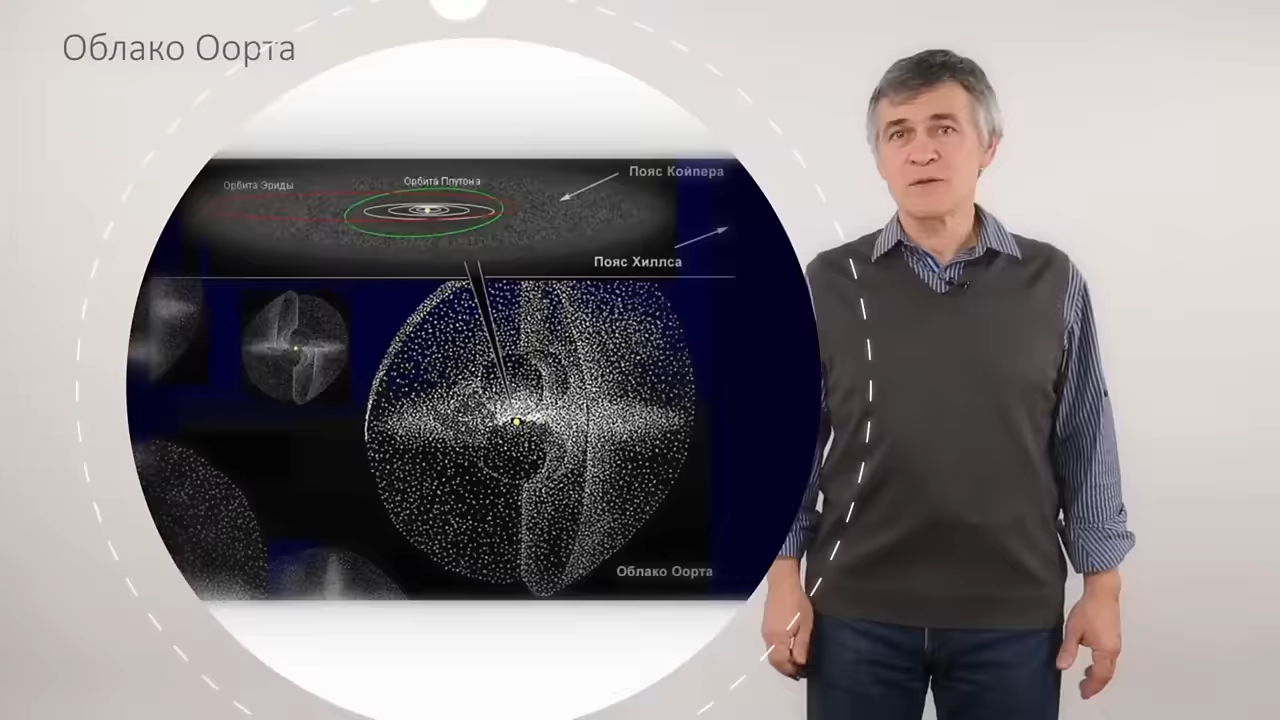 Облако Оорта
Пояс Койпера
Орбита Эриды
Орбита Плутона
Пояс Хиллса
Облако Оорта